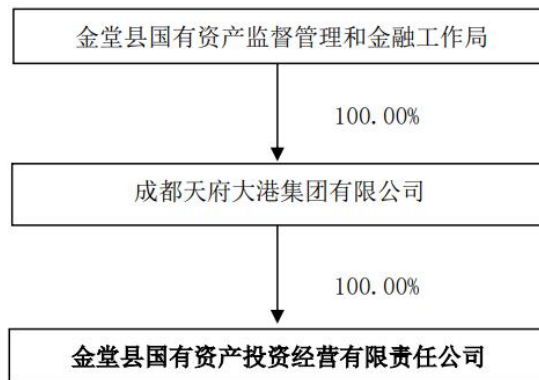 金堂县国有资产监督管理和金融工作局
100.00%
成都天府大港集团有限公司
100.00%
金堂县国有资产投资经营有限责任公司